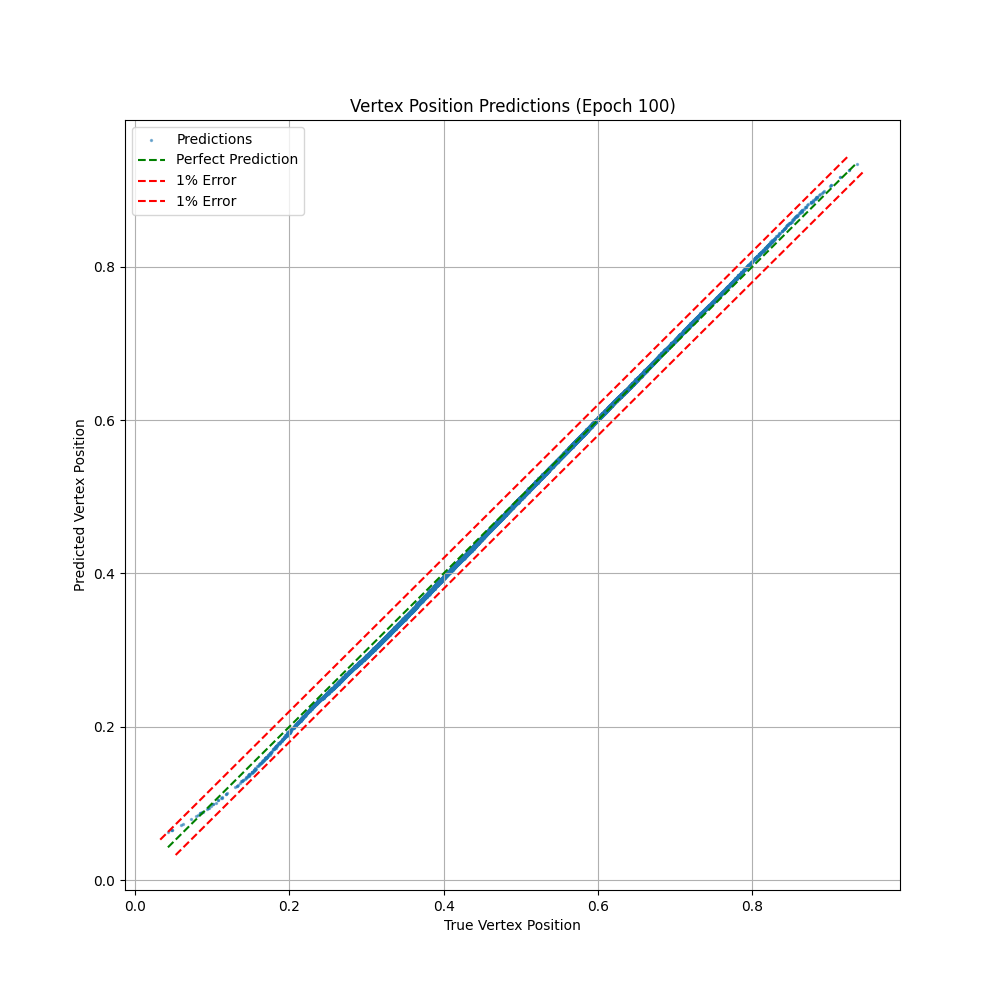 Vertex Position Predictions (Epoch 100)
Predictions
Perfect Prediction
1% Error
1% Error
0.8
0.6
0.4
0.2
0.0
Predicted Vertex Position
0.0 0.2 0.4 0.6 0.8
True Vertex Position